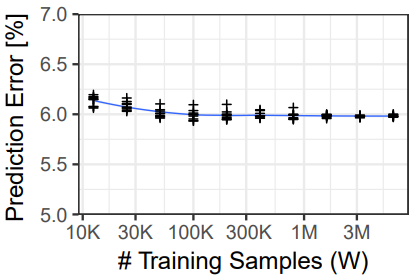 Prediction Error [%]
7.0
6.5
6.0
5.5
5.0
10K 30K 100K 300K 1M 3M
# Training Samples (W)